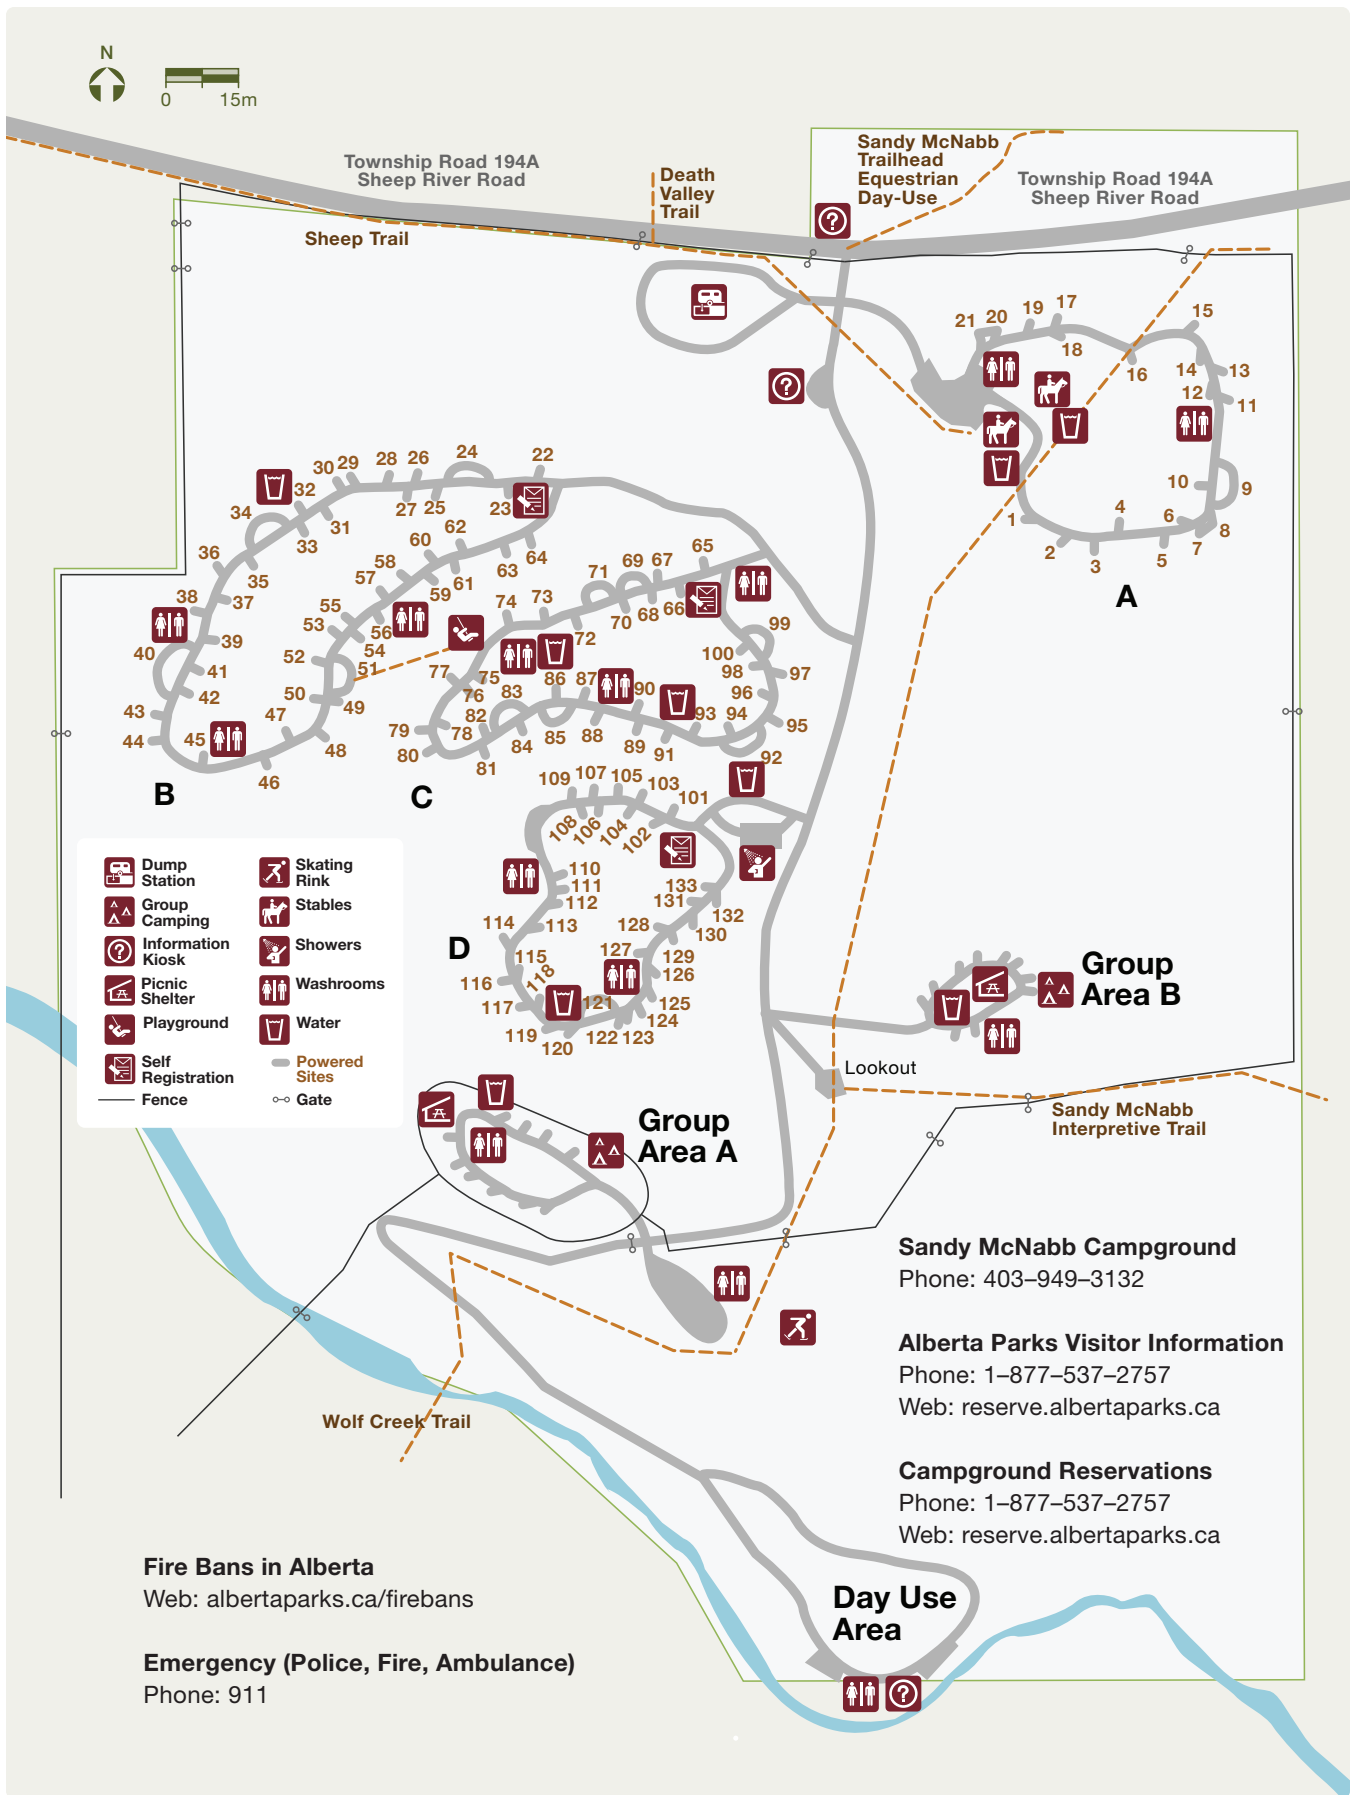 N
0 15m
Township Road 194A
Sheep River Road
Death
Valley
Trail
Sandy McNabb
Trailhead
Equestrian
Day-Use
Township Road 194A
Sheep River Road
Sheep Trail
21
20
19
17
18
16
15
14
13
12
11
10
9
8
7
6
5
4
3
2
1
A
22
23
24
25
26
27
28
29
30
31
32
33
34
35
36
37
38
39
40
41
42
43
44
45
46
47
48
49
50
51
52
53
54
55
56
57
58
59
60
61
62
63
64
B
65
66
67
68
69
70
71
72
73
74
75
76
77
78
79
80
81
82
83
84
85
86
87
88
89
90
91
92
93
94
95
96
97
98
99
100
C
101
102
103
104
105
106
107
108
109
110
111
112
113
114
115
116
117
118
119
120
121
122
123
124
125
126
127
128
129
130
131
132
133
D
Dump
Station
Group
Camping
Information
Kiosk
Picnic
Shelter
Playground
Self
Registration
Fence
Skating
Rink
Stables
Showers
Washrooms
Water
Powered
Sites
Gate
Group
Area B
Lookout
Sandy McNabb
Interpretive Trail
Group
Area A
Wolf Creek Trail
Sandy McNabb Campground
Phone: 403–949–3132
Alberta Parks Visitor Information
Phone: 1–877–537–2757
Web: reserve.albertaparks.ca
Campground Reservations
Phone: 1–877–537–2757
Web: reserve.albertaparks.ca
Day Use
Area
Fire Bans in Alberta
Web: albertaparks.ca/firebans
Emergency (Police, Fire, Ambulance)
Phone: 911